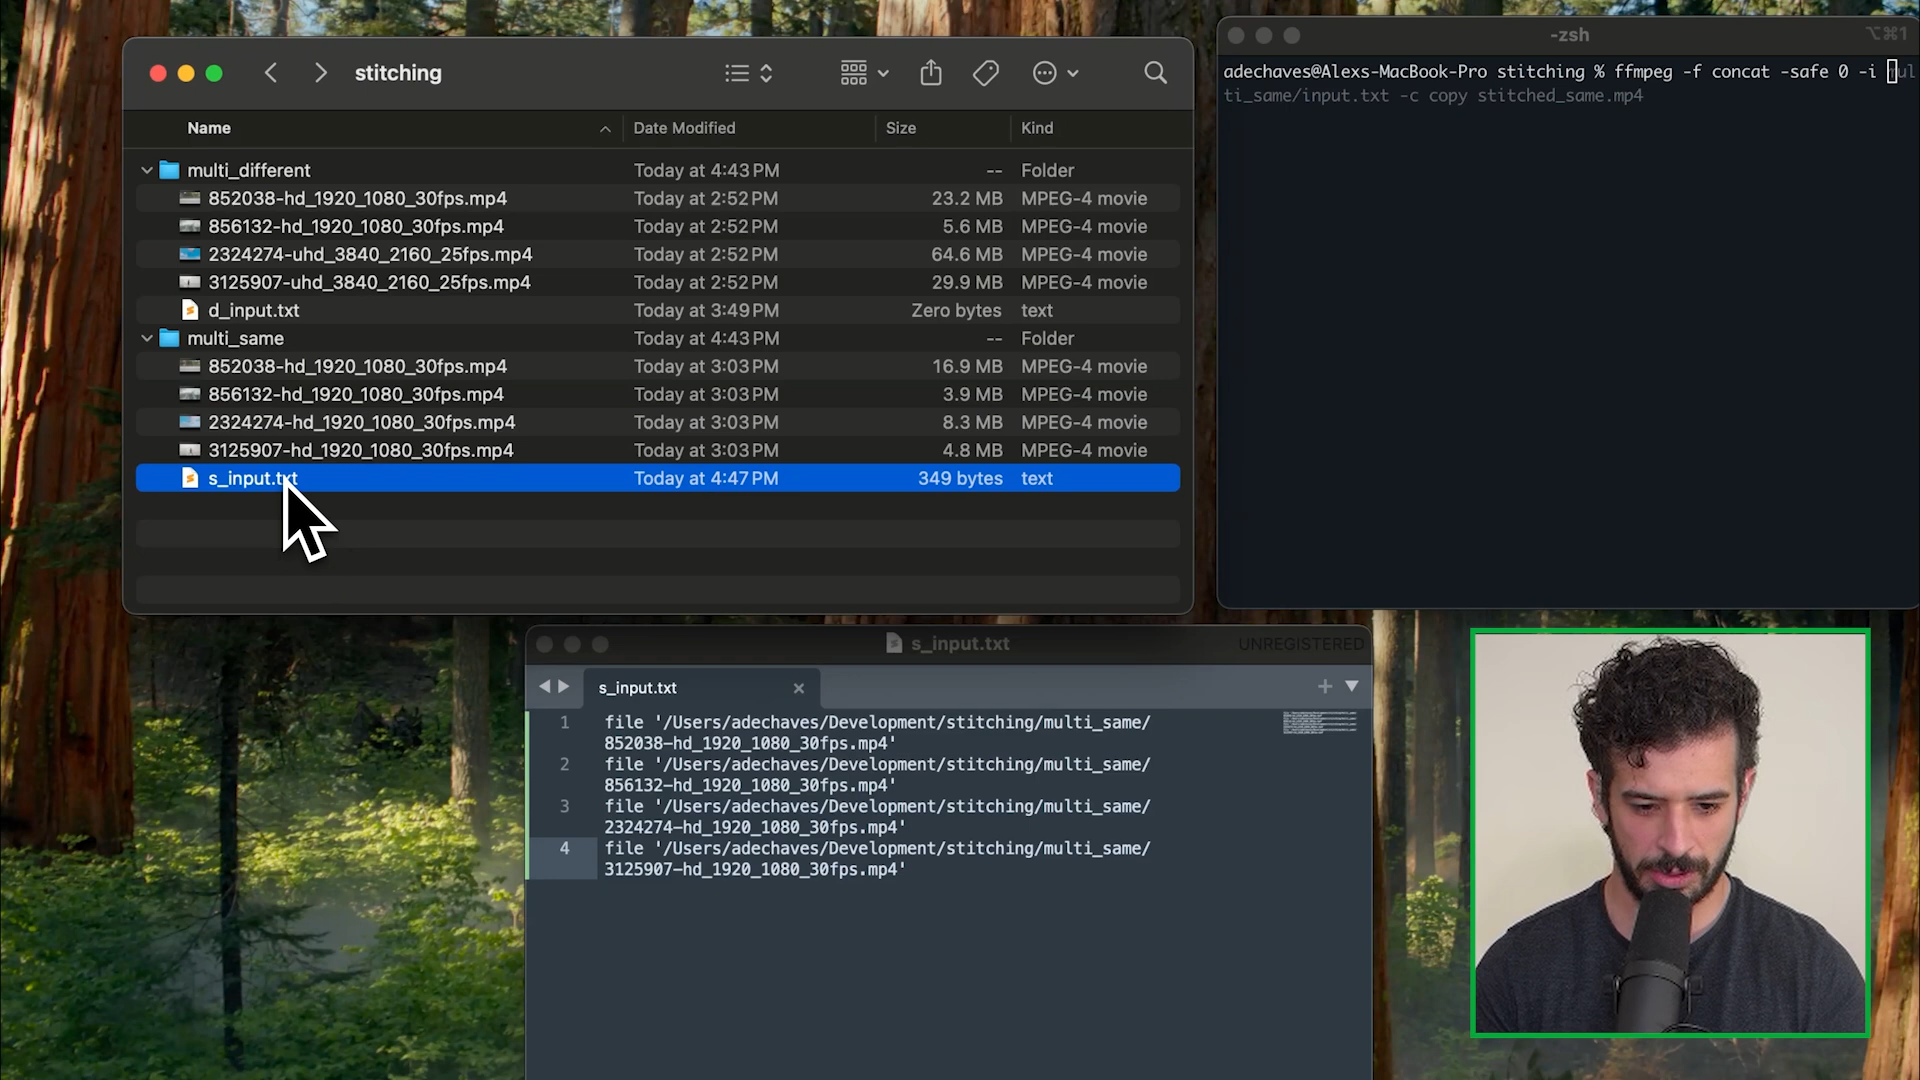 stitching
Name
Date Modified
Size
Kind
multi_different
Today at 4:43 PM
--
Folder
852038-hd_1920_1080_30fps.mp4
Today at 2:52 PM
23.2 MB
MPEG-4 movie
856132-hd_1920_1080_30fps.mp4
Today at 2:52 PM
5.6 MB
MPEG-4 movie
2324274-uhd_3840_2160_25fps.mp4
Today at 2:52 PM
64.6 MB
MPEG-4 movie
3125907-uhd_3840_2160_25fps.mp4
Today at 2:52 PM
29.9 MB
MPEG-4 movie
d_input.txt
Today at 3:49 PM
Zero bytes
text
multi_same
Today at 4:43 PM
--
Folder
852038-hd_1920_1080_30fps.mp4
Today at 3:03 PM
16.9 MB
MPEG-4 movie
856132-hd_1920_1080_30fps.mp4
Today at 3:03 PM
3.9 MB
MPEG-4 movie
2324274-hd_1920_1080_30fps.mp4
Today at 3:03 PM
8.3 MB
MPEG-4 movie
3125907-hd_1920_1080_30fps.mp4
Today at 3:03 PM
4.8 MB
MPEG-4 movie
s_input.txt
Today at 4:47 PM
349 bytes
text
-zsh
⌥⌘1
adechaves@Alexs-MacBook-Pro stitching % ffmpeg -f concat -safe 0 -i mul
ti_same/input.txt -c copy stitched_same.mp4
s_input.txt
UNREGISTERED
s_input.txt
1 file '/Users/adechaves/Development/stitching/multi_same/
852038-hd_1920_1080_30fps.mp4'
2 file '/Users/adechaves/Development/stitching/multi_same/
856132-hd_1920_1080_30fps.mp4'
3 file '/Users/adechaves/Development/stitching/multi_same/
2324274-hd_1920_1080_30fps.mp4'
4 file '/Users/adechaves/Development/stitching/multi_same/
3125907-hd_1920_1080_30fps.mp4'